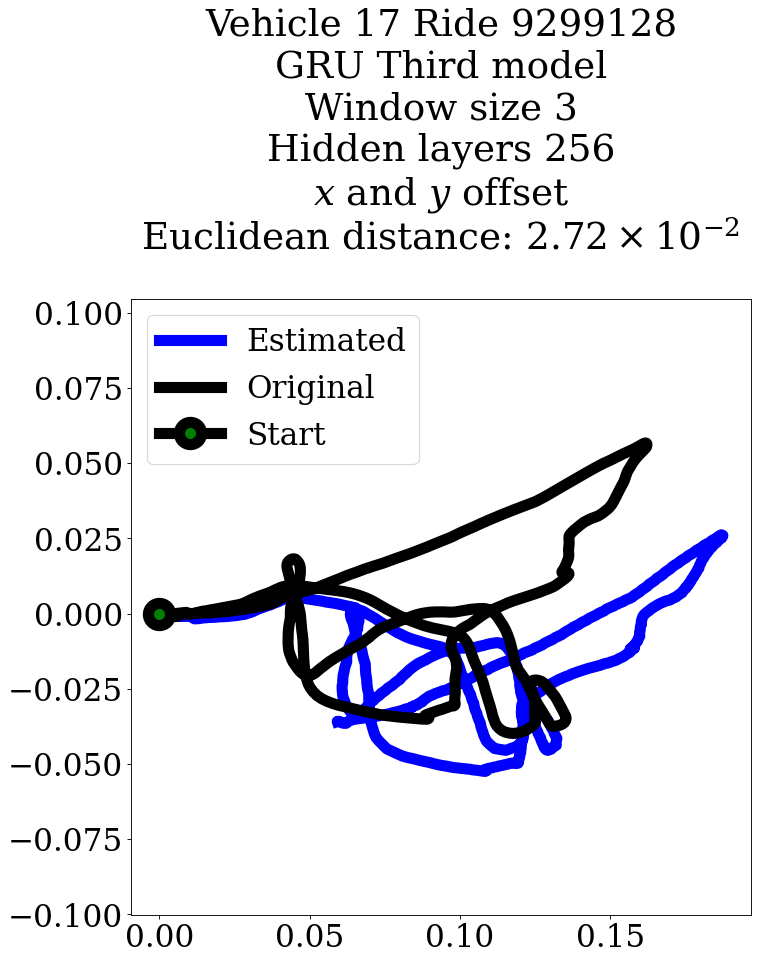 Vehicle 17 Ride 9299128
GRU Third model
Window size 3
Hidden layers 256
x and y offset
Euclidean distance: 2.72 × 10⁻²
Estimated
Original
Start
0.100
0.075
0.050
0.025
0.000
−0.025
−0.050
−0.075
−0.100
0.00 0.05 0.10 0.15